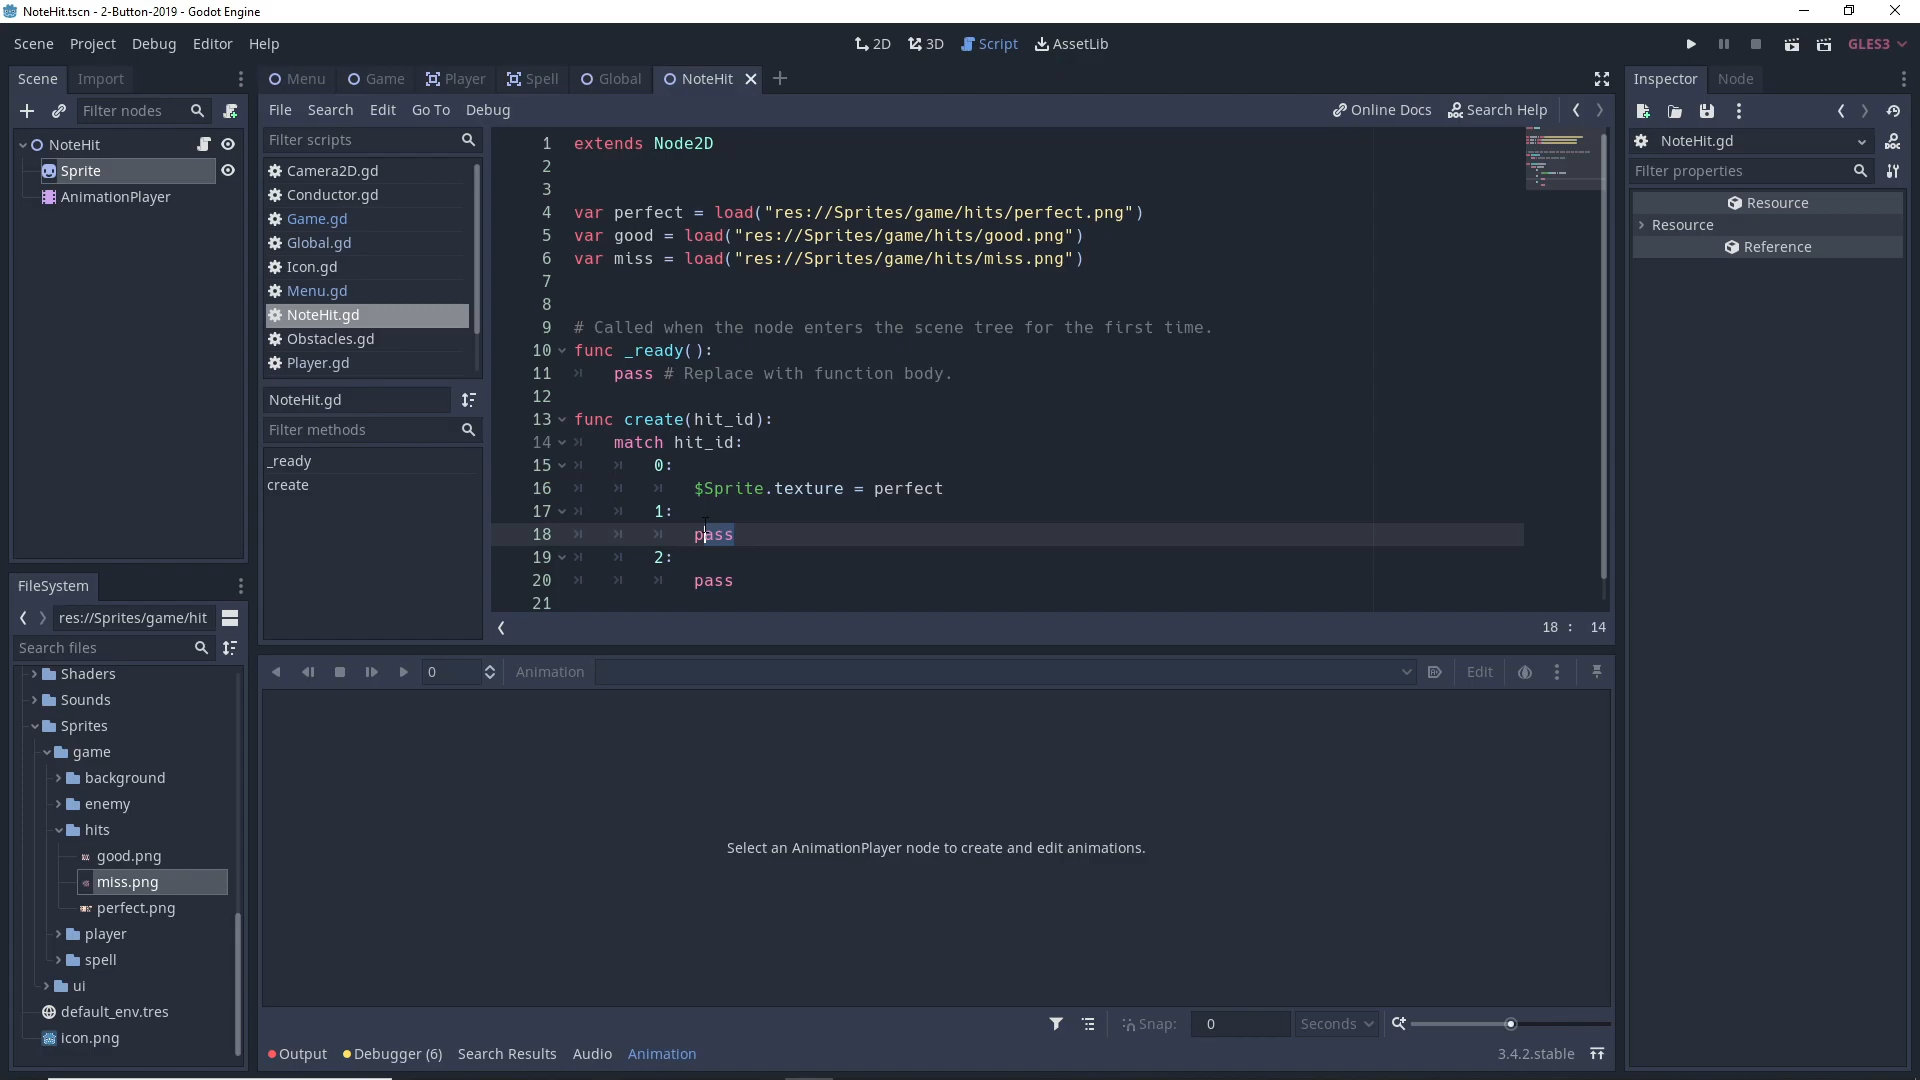 NoteHit.tscn - 2-Button-2019 - Godot Engine
Scene Project Debug Editor Help
2D 3D Script AssetLib
GLES3
Scene Import
Filter nodes
NoteHit
Sprite
AnimationPlayer
Menu Game Player Spell Global NoteHit
File Search Edit Go To Debug
Online Docs Search Help
Filter scripts
Camera2D.gd
Conductor.gd
Game.gd
Global.gd
Icon.gd
Menu.gd
NoteHit.gd
Obstacles.gd
Player.gd
NoteHit.gd
Filter methods
_ready
create
1 extends Node2D
2
3
4 var perfect = load("res://Sprites/game/hits/perfect.png")
5 var good = load("res://Sprites/game/hits/good.png")
6 var miss = load("res://Sprites/game/hits/miss.png")
7
8
9 # Called when the node enters the scene tree for the first time.
10 func _ready():
11 pass # Replace with function body.
12
13 func create(hit_id):
14 match hit_id:
15 0:
16 $Sprite.texture = perfect
17 1:
18 pass
19 2:
20 pass
21
18 : 14
Inspector Node
NoteHit.gd
Filter properties
Resource
Resource
Reference
FileSystem
res://Sprites/game/hit
Search files
Shaders
Sounds
Sprites
game
background
enemy
hits
good.png
miss.png
perfect.png
player
spell
ui
default_env.tres
icon.png
0 Animation Edit
Select an AnimationPlayer node to create and edit animations.
Snap: 0 Seconds
Output Debugger (6) Search Results Audio Animation
3.4.2.stable